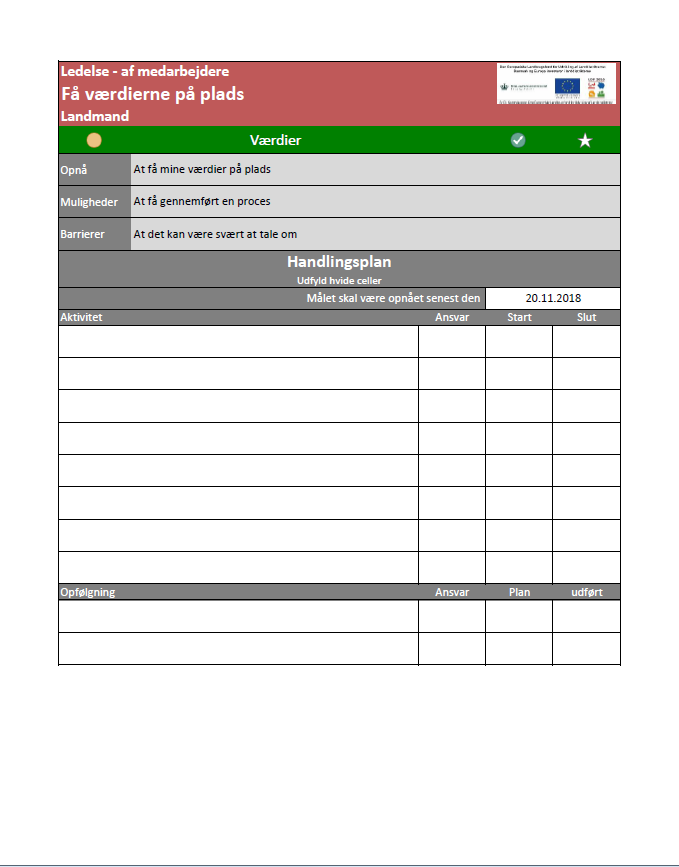 Ledelse - af medarbejdere
Få værdierne på plads
Landmand
Værdier
Opnå At få mine værdier på plads
Muligheder At få gennemført en proces
Barrierer At det kan være svært at tale om
Handlingsplan
Udfyld hvide celler
Målet skal være opnået senest den 20.11.2018
Aktivitet Ansvar Start Slut
Opfølgning Ansvar Plan udført